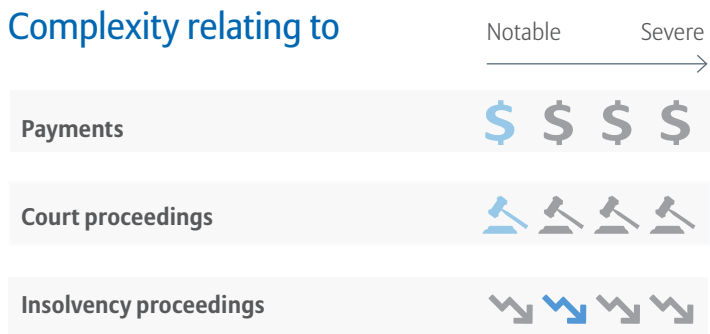 Complexity relating to
Notable Severe
Payments $ $ $ $
Court proceedings
Insolvency proceedings